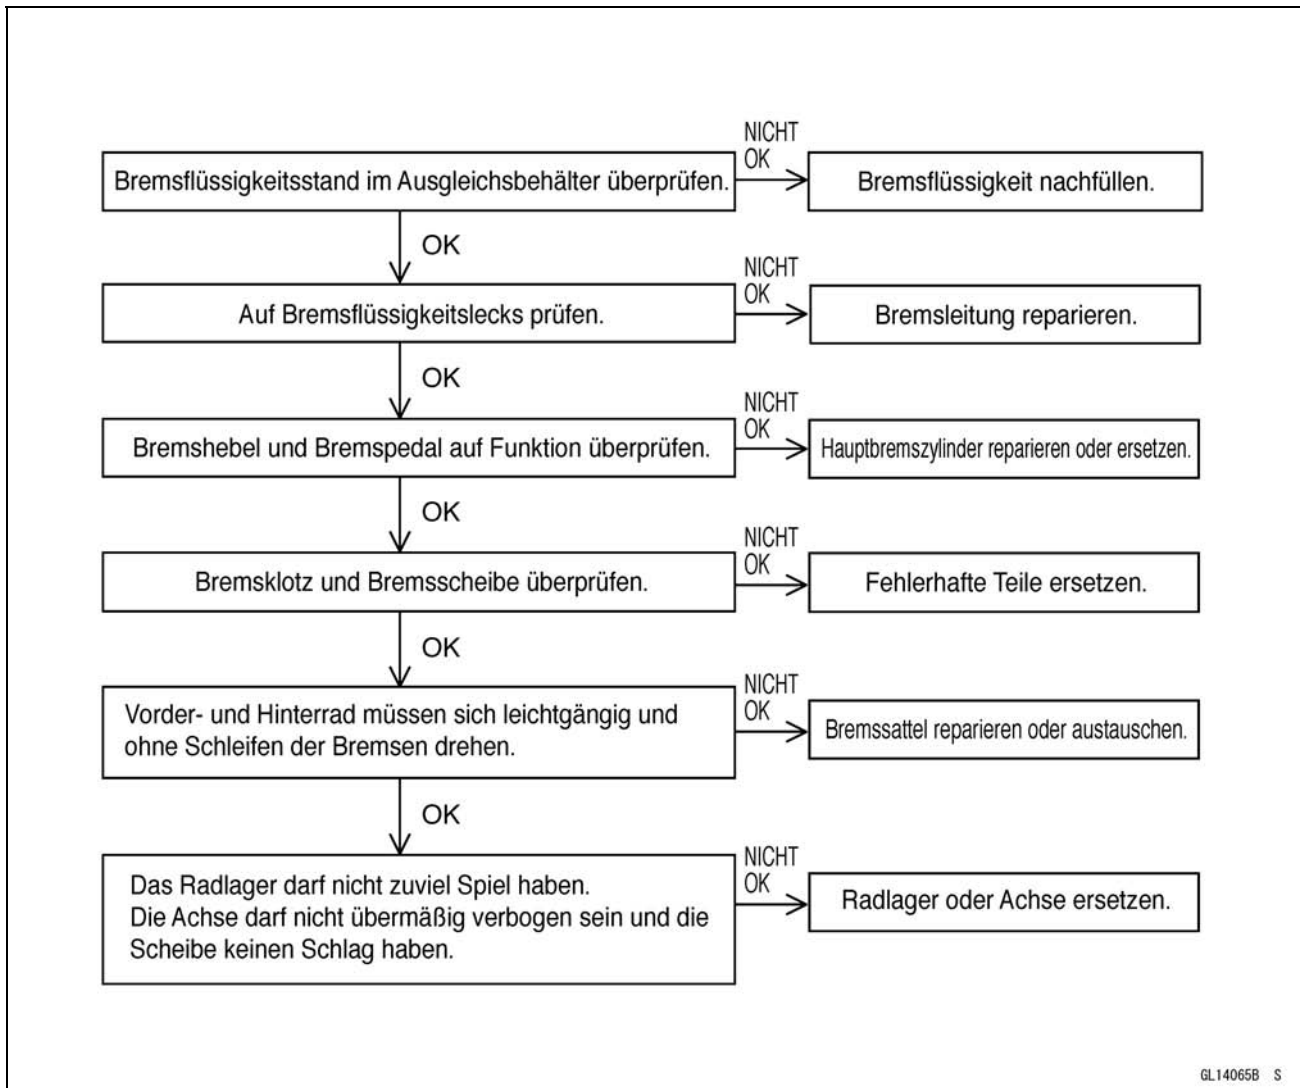 NICHT
OK
Bremsflüssigkeitsstand im Ausgleichsbehälter überprüfen.
Bremsflüssigkeit nachfüllen.
OK
NICHT
OK
Auf Bremsflüssigkeitslecks prüfen.
Bremsleitung reparieren.
OK
NICHT
OK
Bremshebel und Bremspedal auf Funktion überprüfen.
Hauptbremszylinder reparieren oder ersetzen.
OK
NICHT
OK
Bremsklotz und Bremsscheibe überprüfen.
Fehlerhafte Teile ersetzen.
OK
NICHT
OK
Vorder- und Hinterrad müssen sich leichtgängig und
ohne Schleifen der Bremsen drehen.
Bremssattel reparieren oder austauschen.
OK
NICHT
OK
Das Radlager darf nicht zuviel Spiel haben.
Die Achse darf nicht übermäßig verbogen sein und die
Scheibe keinen Schlag haben.
Radlager oder Achse ersetzen.
GL14065B S